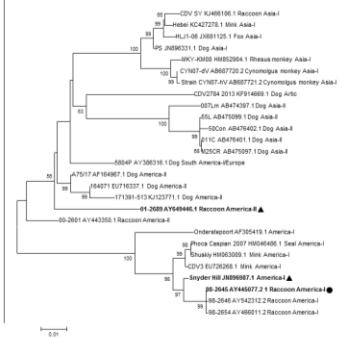 CDV SY KJ466106.1 Raccoon Asia-I
Hebei KC427278.1 Mink Asia-I
HLJ1-06 JX681125.1 Fox Asia-I
PS JN896331.1 Dog Asia-I
MKY-KM08 HM852904.1 Rhesus monkey Asia-I
CYN07-dV AB687720.2 Cynomolgus monkey Asia-I
Strain CYN07-hV AB687721.2 Cynomolgus monkey Asia-I
CDV2784 2013 KF914669.1 Dog Artic
007Lm AB474397.1 Dog Asia-II
55L AB475099.1 Dog Asia-II
50Con AB476402.1 Dog Asia-II
011C AB476401.1 Dog Asia-II
M25CR AB475097.1 Dog Asia-II
5804P AY386316.1 Dog South America-I/Europe
A75/17 AF164967.1 Dog America-II
164071 EU716337.1 Dog America-II
171391-513 KJ123771.1 Dog America-II
01-2689 AY649446.1 Raccoon America-II
00-2601 AY443350.1 Raccoon America-II
Onderstepoort AF305419.1 America-I
Phoca Caspian 2007 HM046486.1 Seal America-I
Shuskiy HM063009.1 Mink America-I
CDV3 EU726268.1 Mink America-I
Snyder Hill JN896987.1 America-I
98-2645 AY445077.2 1 Raccoon America-I
98-2646 AY542312.2 Raccoon America-I
98-2654 AY466011.2 Raccoon America-I
0.01